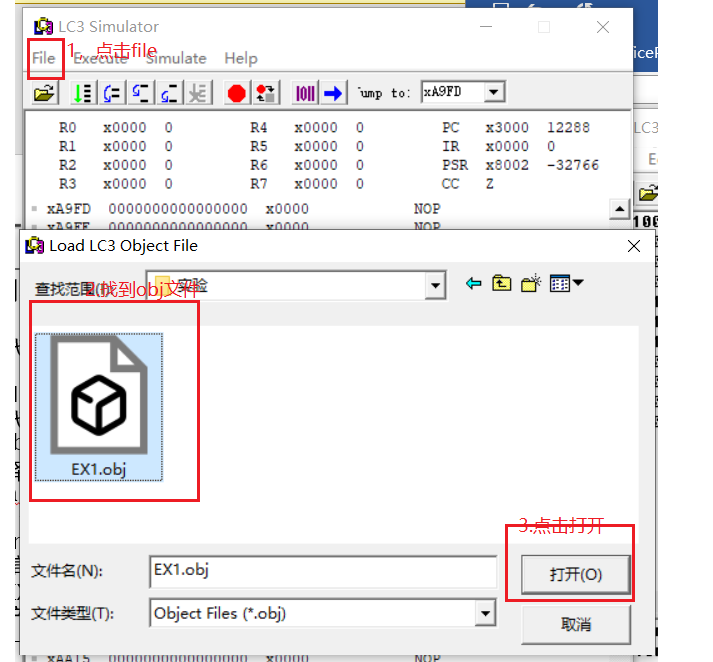 LC3 Simulator
1、点击file
File Execute Simulate Help
Jump to: xA9FD
R0 x0000 0 R4 x0000 0 PC x3000 12288
R1 x0000 0 R5 x0000 0 IR x0000 0
R2 x0000 0 R6 x0000 0 PSR x8002 -32766
R3 x0000 0 R7 x0000 0 CC Z
xA9FD 0000000000000000 x0000 NOP
Load LC3 Object File
查找范围(I): 实验
找到obj文件
EX1.obj
3.点击打开
文件名(N): EX1.obj 打开(O)
文件类型(T): Object Files (*.obj) 取消
xAA15 0000000000000000 x0000 NOP
LC3